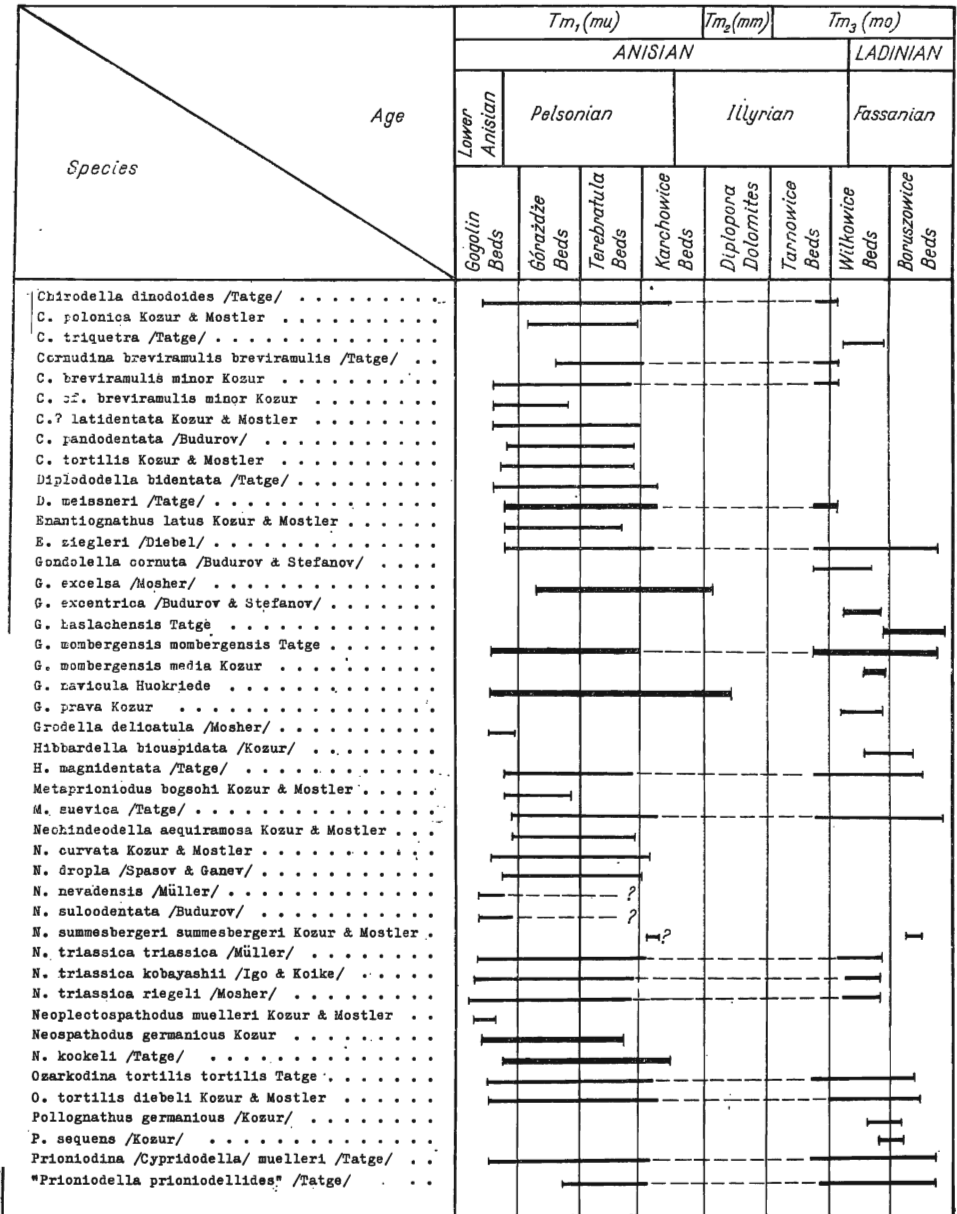 Tm₁(mu) Tm₂(mm) Tm₃(mo)
ANISIAN LADINIAN
Age
Species
Lower Anisian Pelsonian Illyrian Fassanian
Gogolin Beds
Górażdże Beds
Terebratula Beds
Karchowice Beds
Diplopora Dolomites
Tarnowice Beds
Wilkowice Beds
Boruszowice Beds
Chirodella dinodoides /Tatge/ . . . . . . . . . .
C. polonica Kozur & Mostler . . . . . . . . . .
C. triquetra /Tatge/ . . . . . . . . . . . . . .
Cornudina breviramulis breviramulis /Tatge/ . .
C. breviramulis minor Kozur . . . . . . . . . .
C. cf. breviramulis minor Kozur . . . . . . . .
C.? latidentata Kozur & Mostler . . . . . . . .
C. pandodentata /Budurov/ . . . . . . . . . . .
C. tortilis Kozur & Mostler . . . . . . . . . .
Diplododella bidentata /Tatge/ . . . . . . . . .
D. meissneri /Tatge/ . . . . . . . . . . . . . .
Enantiognathus latus Kozur & Mostler . . . . . .
E. ziegleri /Diebel/ . . . . . . . . . . . . . .
Gondolella cornuta /Budurov & Stefanov/ . . . .
G. excelsa /Mosher/ . . . . . . . . . . . . . .
G. excentrica /Budurov & Stefanov/ . . . . . . .
G. haslachensis Tatge . . . . . . . . . . . . .
G. mombergensis mombergensis Tatge . . . . . . .
G. mombergensis media Kozur . . . . . . . . . .
G. navicula Huokriede . . . . . . . . . . . . .
G. prava Kozur . . . . . . . . . . . . . . . .
Grodella delicatula /Mosher/ . . . . . . . . . .
Hibbardella bicuspidata /Kozur/ . . . . . . . .
H. magnidentata /Tatge/ . . . . . . . . . . . .
Metaprioniodus bogschi Kozur & Mostler . . . . .
M. suevica /Tatge/ . . . . . . . . . . . . . . .
Neohindeodella aequiramosa Kozur & Mostler . . .
N. curvata Kozur & Mostler . . . . . . . . . . .
N. dropla /Spasov & Ganev/ . . . . . . . . . . .
N. nevadensis /Müller/ . . . . . . . . . . . . . ?
N. suloodentata /Budurov/ . . . . . . . . . . . ?
N. summesbergeri summesbergeri Kozur & Mostler . ?
N. triassica triassica /Müller/ . . . . . . . .
N. triassica kobayashii /Igo & Koike/ . . . . .
N. triassica riegeli /Mosher/ . . . . . . . . .
Neoplectospathodus muelleri Kozur & Mostler . .
Neospathodus germanicus Kozur . . . . . . . . .
N. kockeli /Tatge/ . . . . . . . . . . . . . .
Ozarkodina tortilis tortilis Tatge . . . . . . .
O. tortilis diebeli Kozur & Mostler . . . . . .
Pollognathus germanicus /Kozur/ . . . . . . . .
P. sequens /Kozur/ . . . . . . . . . . . . . .
Prioniodina /Cypridodella/ muelleri /Tatge/ . .
"Prioniodella prioniodellides" /Tatge/ . . .